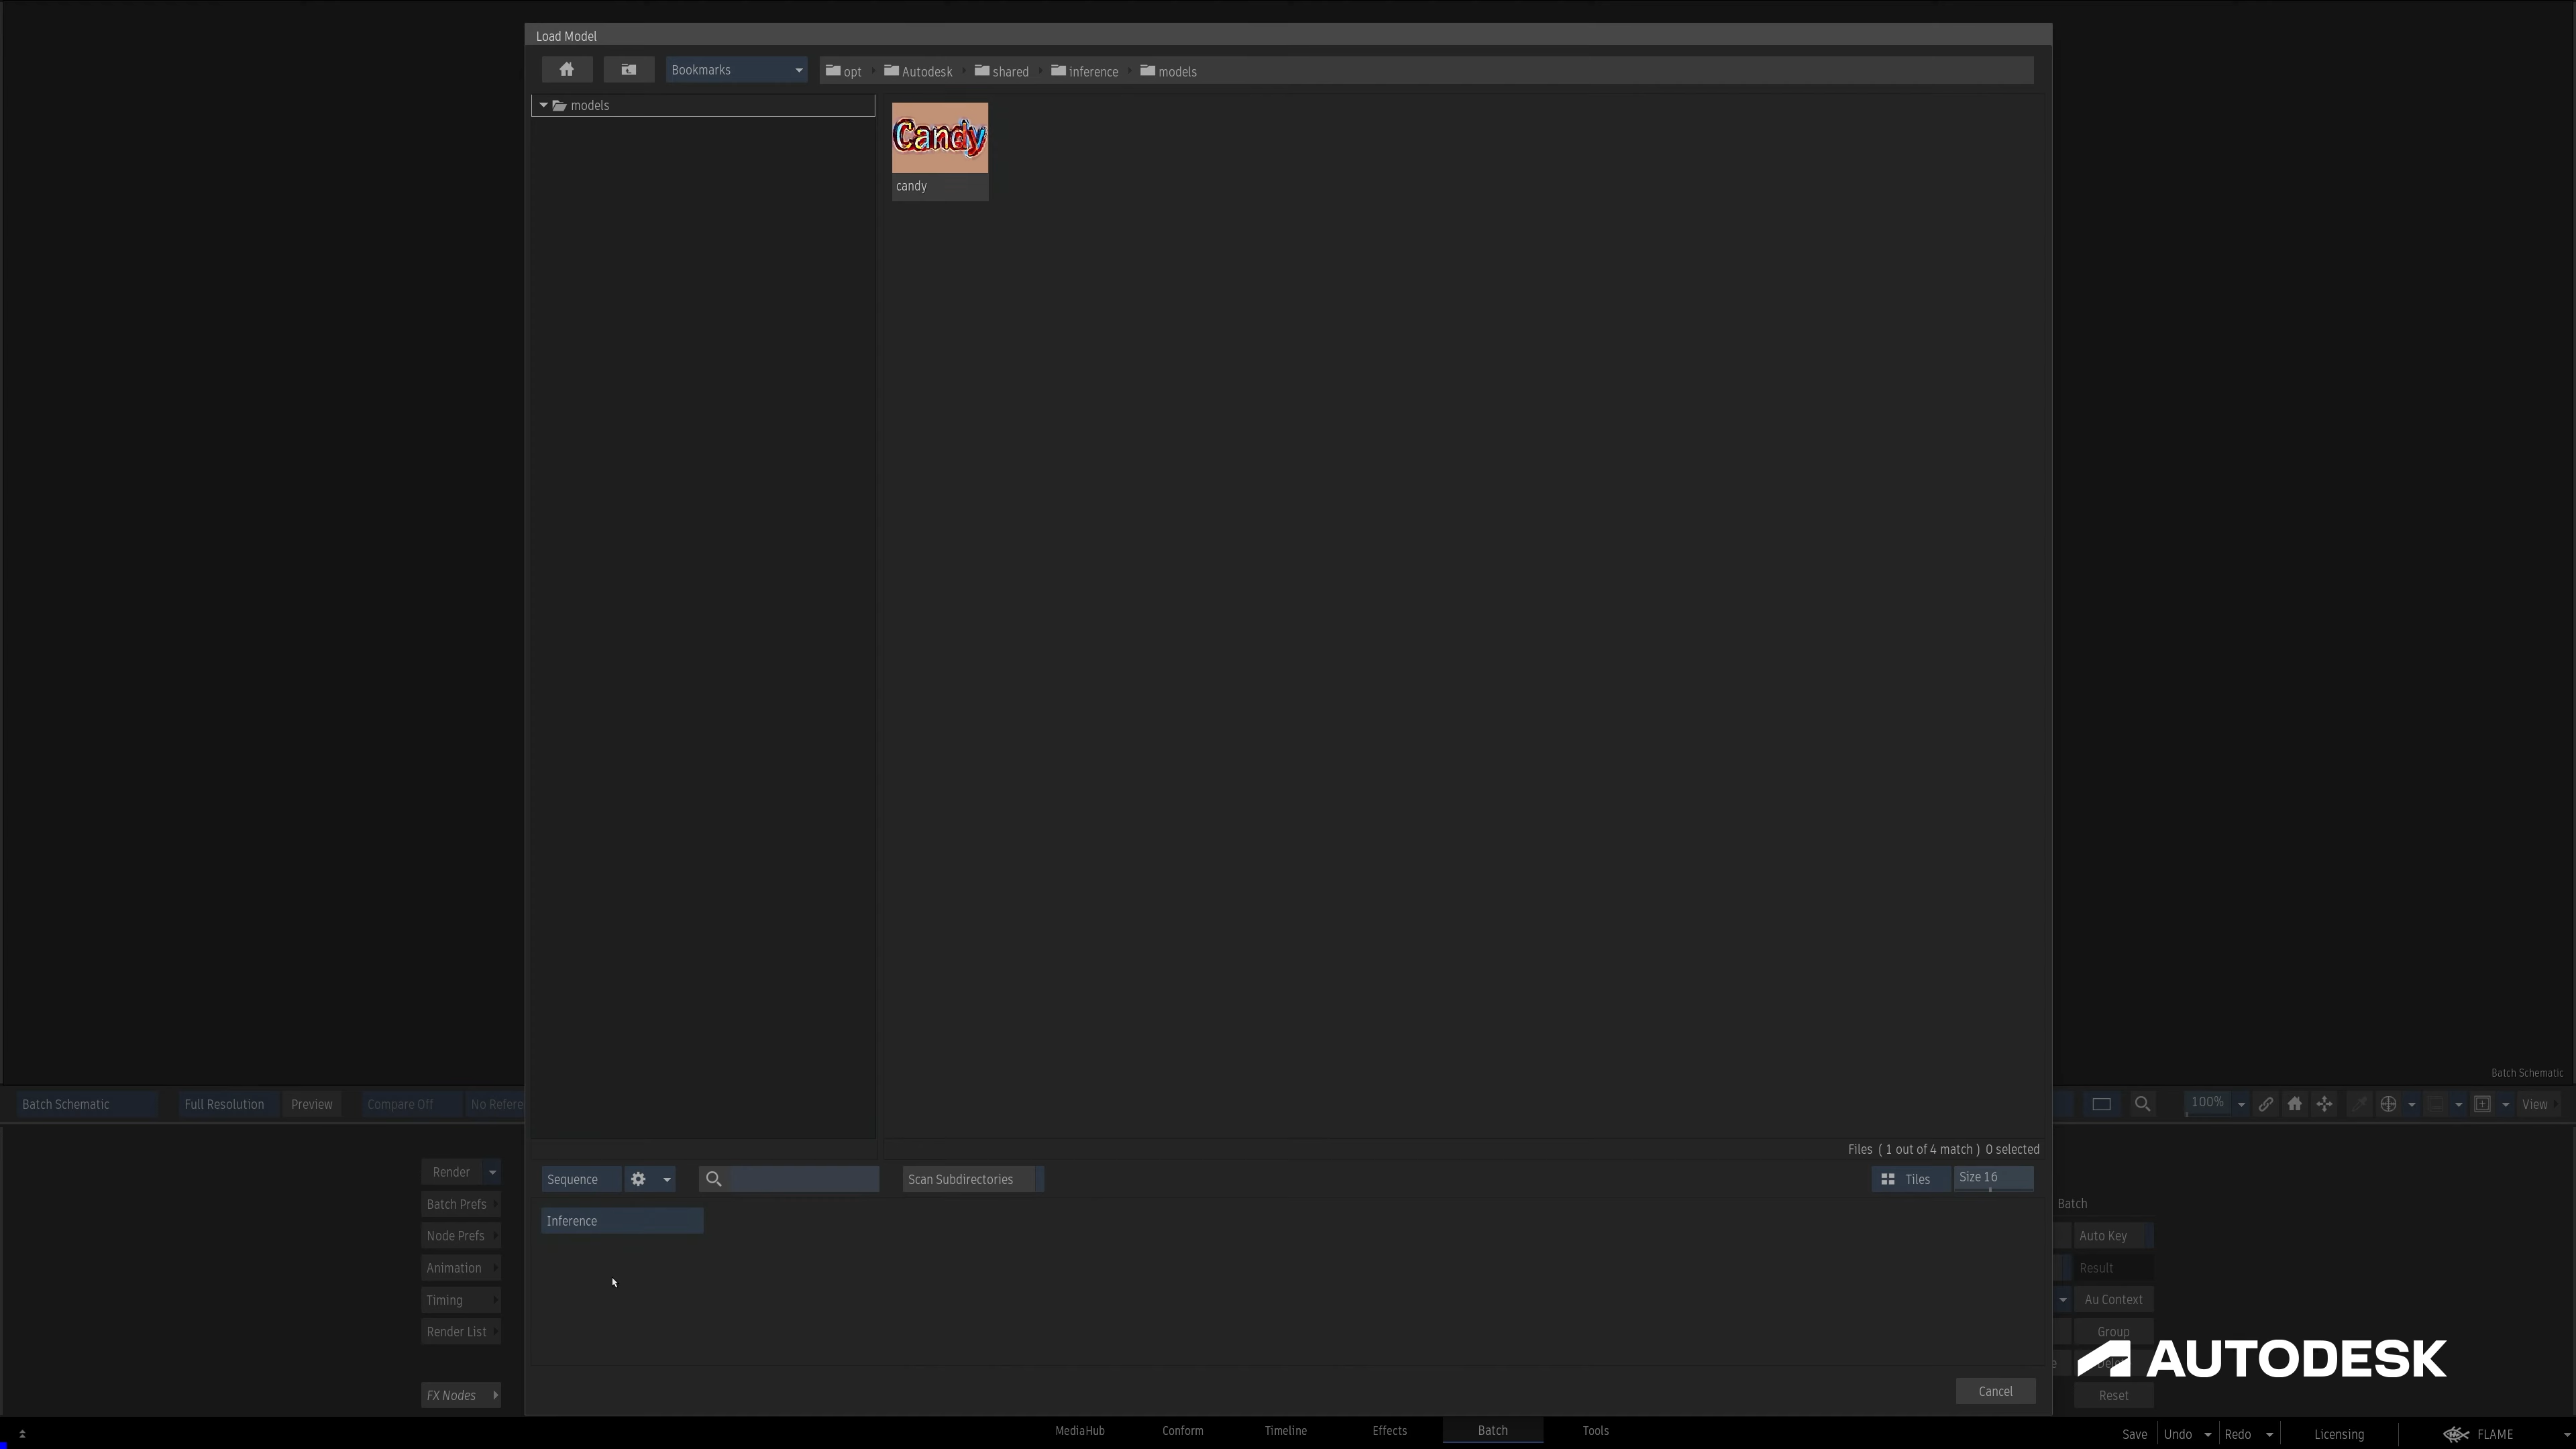 Load Model
Bookmarks
opt
Autodesk
shared
inference
models
models
Candy
candy
Batch Schematic
Batch Schematic
Full Resolution
Preview
Compare Off
No Refere
100%
View
Files ( 1 out of 4 match ) 0 selected
Sequence
Scan Subdirectories
Tiles
Size 16
Inference
Render
Batch Prefs
Node Prefs
Animation
Timing
Render List
FX Nodes
Batch
Auto Key
Result
Au Context
Group
AUTODESK
Reset
Cancel
MediaHub
Conform
Timeline
Effects
Batch
Tools
Save
Undo
Redo
Licensing
FLAME